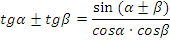 tgα ± tgβ = sin (α ± β) / cosα · cosβ